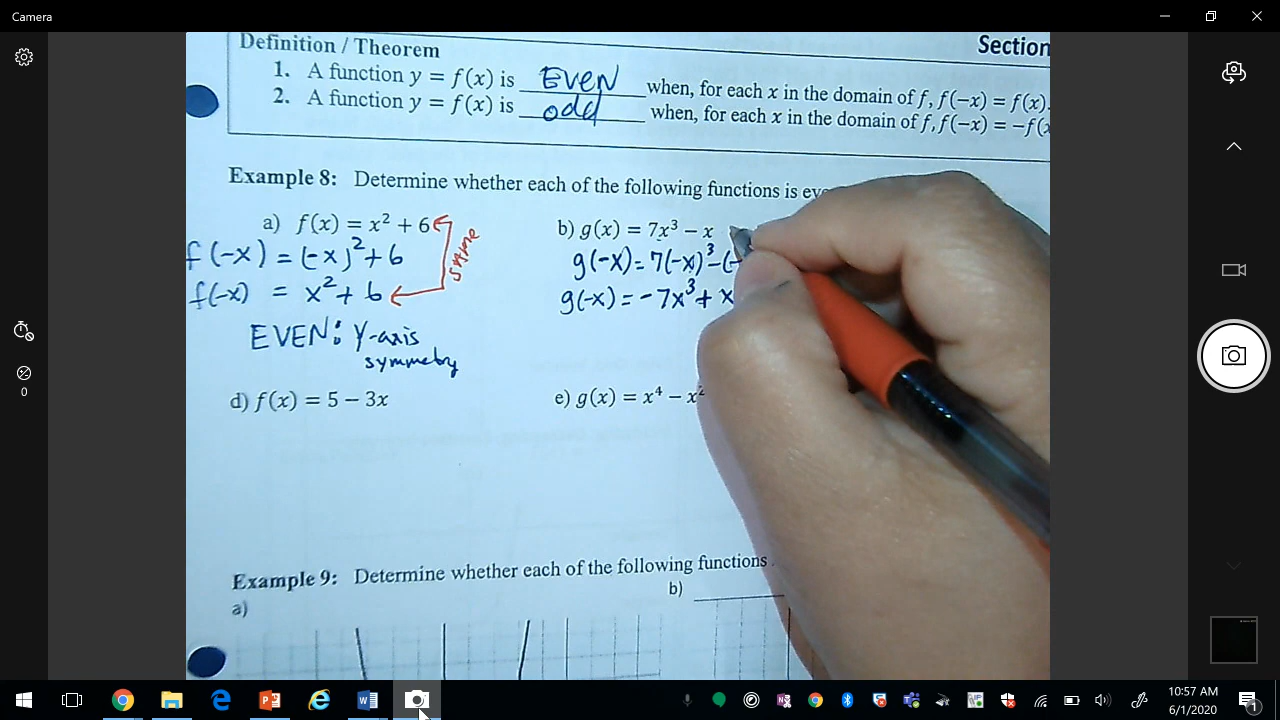 Camera
Definition / Theorem
Section
1. A function y = f(x) is EVEN when, for each x in the domain of f, f(−x) = f(x).
2. A function y = f(x) is odd when, for each x in the domain of f, f(−x) = −f(x
Example 8: Determine whether each of the following functions is
a) f(x) = x² + 6
b) g(x) = 7x³ − x
f(-x) = (-x)²+6
same
g(-x)=7(-x)³-(-
f(-x) = x²+6
g(-x)=-7x³+x
EVEN: Y-axis
symmetry
d) f(x) = 5 − 3x
e) g(x) = x⁴ − x²
Example 9: Determine whether each of the following functions
a)
b)
0
10:57 AM
6/1/2020
1